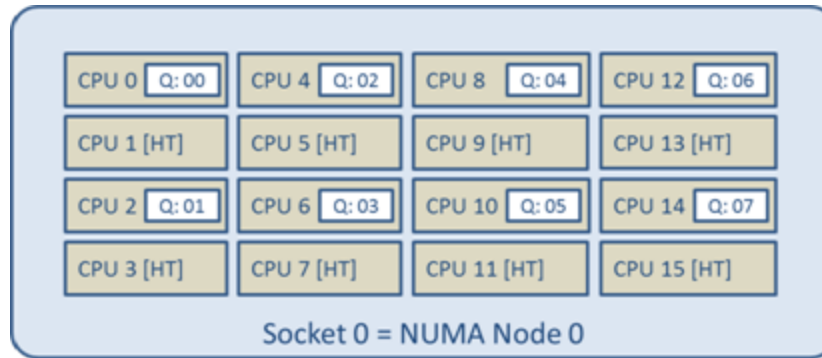 CPU 0 Q: 00 CPU 4 Q: 02 CPU 8 Q: 04 CPU 12 Q: 06
CPU 1 [HT] CPU 5 [HT] CPU 9 [HT] CPU 13 [HT]
CPU 2 Q: 01 CPU 6 Q: 03 CPU 10 Q: 05 CPU 14 Q: 07
CPU 3 [HT] CPU 7 [HT] CPU 11 [HT] CPU 15 [HT]
Socket 0 = NUMA Node 0